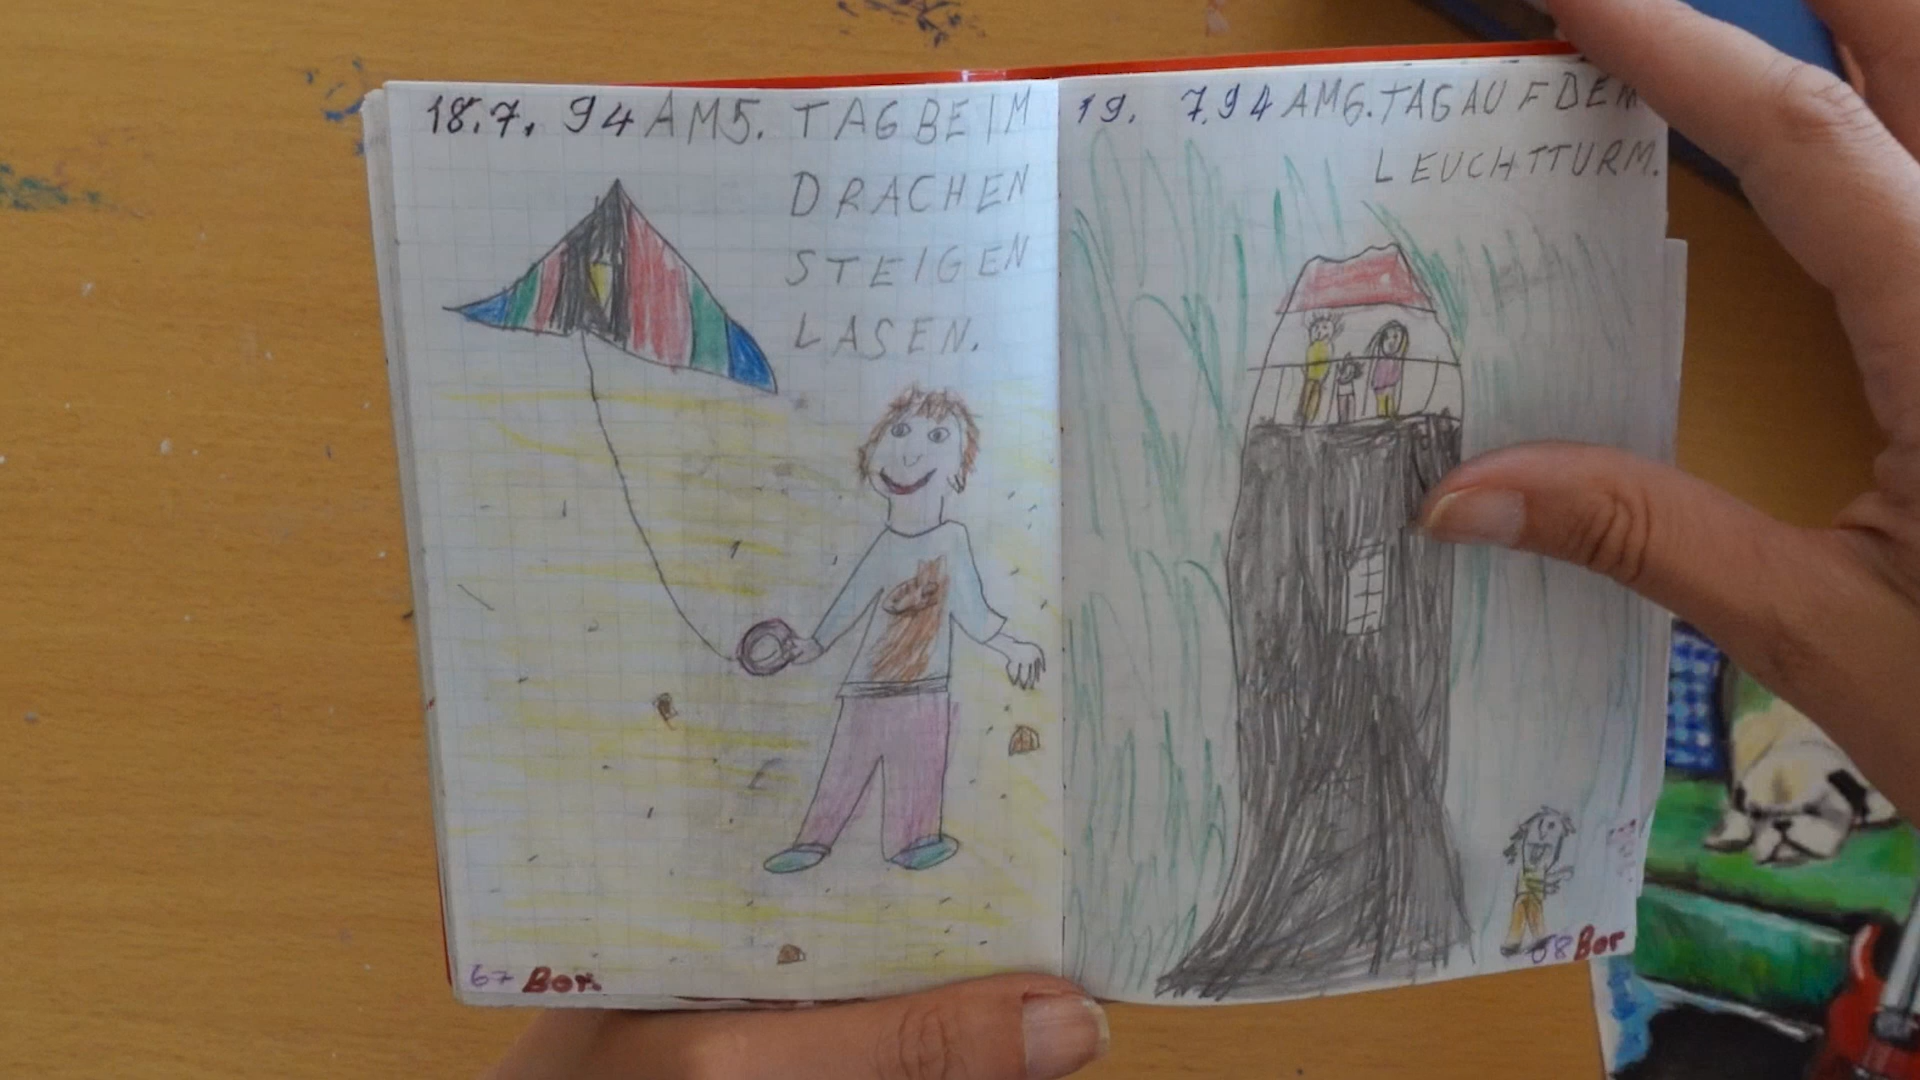 18.7. 94 AM 5. TAG BEIM
DRACHEN
STEIGEN
LASEN.
67 Bor.
19. 7.94 AM 6. TAG AUF DEM
LEUCHTTURM.
68 Bor